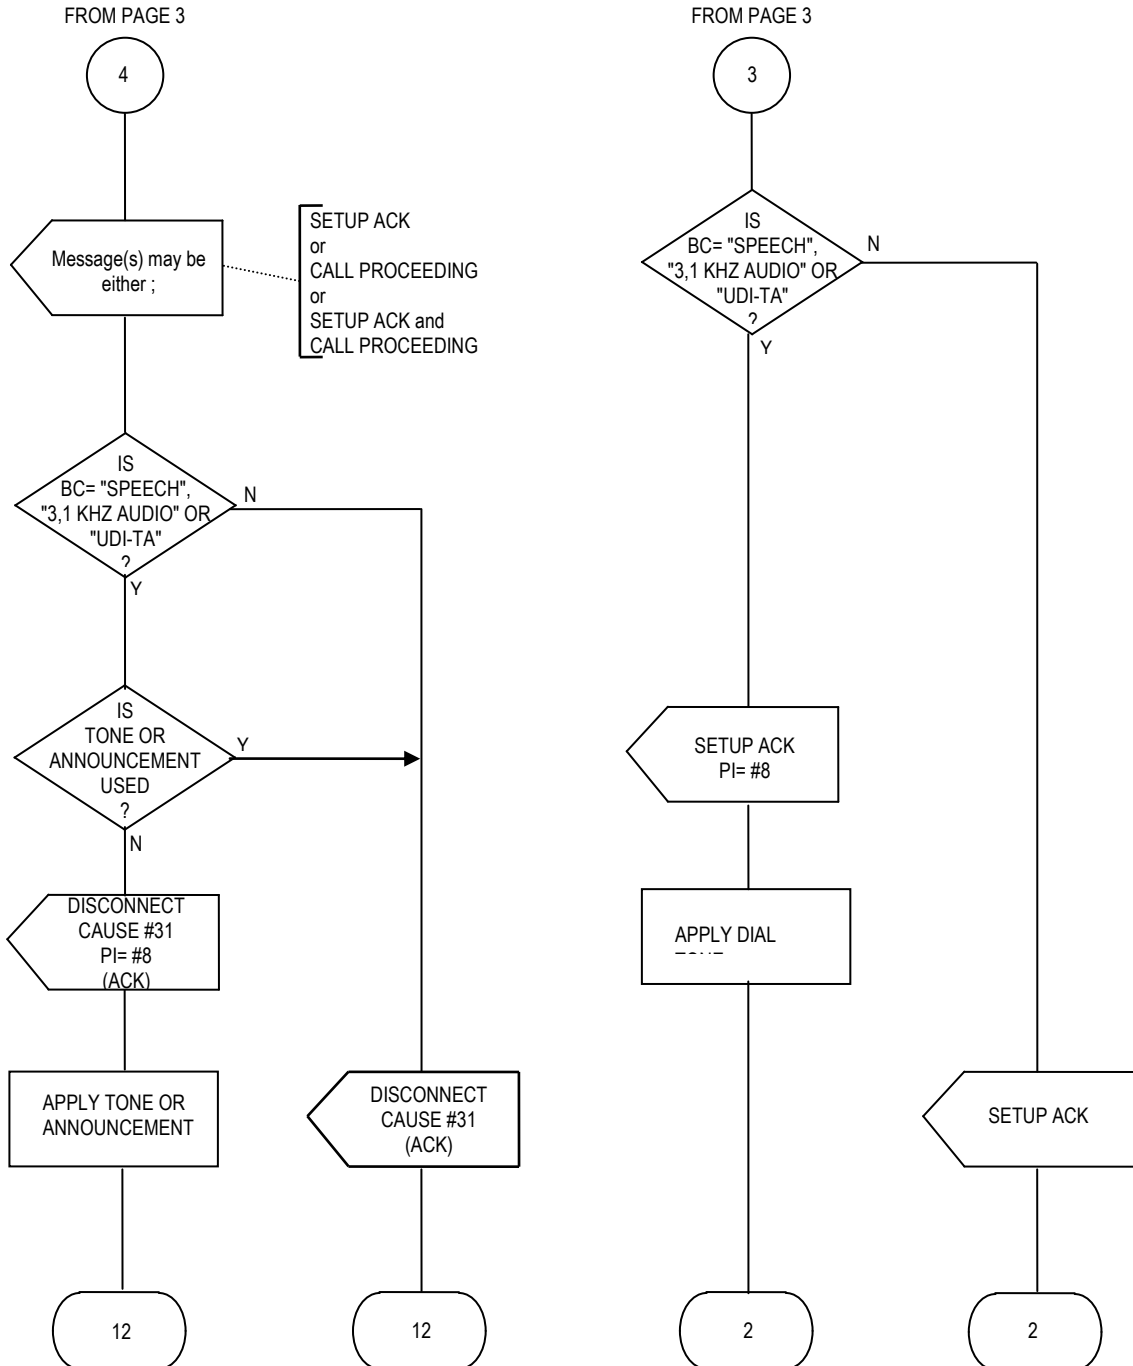 FROM PAGE 3
4
Message(s) may be
either ;
SETUP ACK
or
CALL PROCEEDING
or
SETUP ACK and
CALL PROCEEDING
IS
BC= "SPEECH",
"3,1 KHZ AUDIO" OR
"UDI-TA"
?
N
Y
IS
TONE OR
ANNOUNCEMENT
USED
?
Y
N
DISCONNECT
CAUSE #31
PI= #8
(ACK)
APPLY TONE OR
ANNOUNCEMENT
DISCONNECT
CAUSE #31
(ACK)
12
12
FROM PAGE 3
3
IS
BC= "SPEECH",
"3,1 KHZ AUDIO" OR
"UDI-TA"
?
N
Y
SETUP ACK
PI= #8
APPLY DIAL
SETUP ACK
2
2